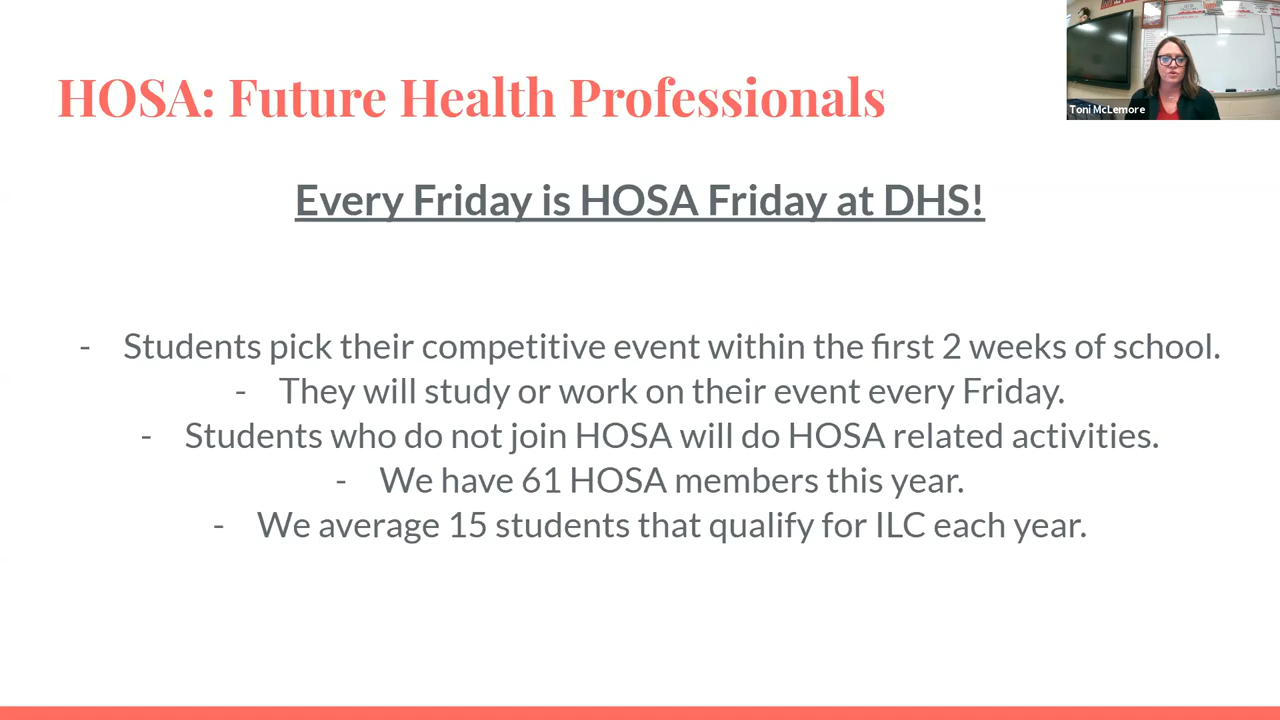 HOSA: Future Health Professionals
Toni McLemore
Every Friday is HOSA Friday at DHS!
- Students pick their competitive event within the first 2 weeks of school.
- They will study or work on their event every Friday.
- Students who do not join HOSA will do HOSA related activities.
- We have 61 HOSA members this year.
- We average 15 students that qualify for ILC each year.